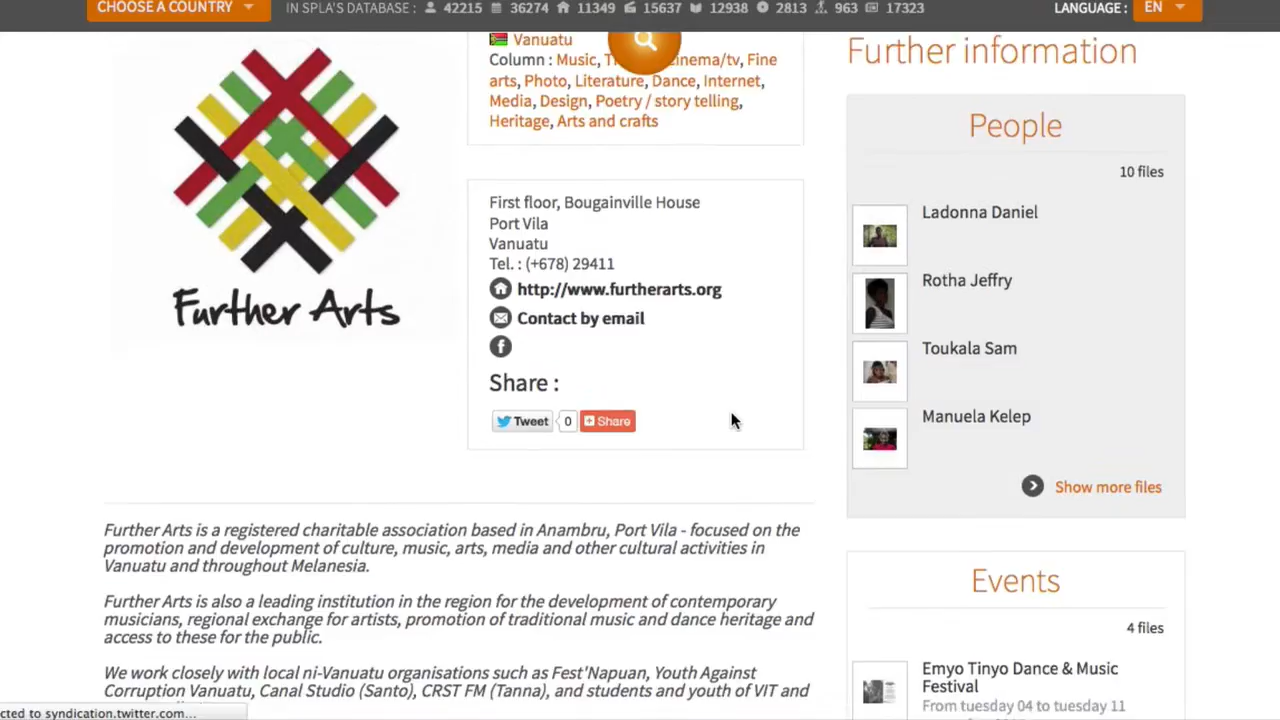 CHOOSE A COUNTRY
IN SPLA'S DATABASE : 42215 36274 11349 15637 12938 2813 963 17323
LANGUAGE : EN
Vanuatu
Column : Music, inema/tv, Fine
arts, Photo, Literature, Dance, Internet,
Media, Design, Poetry / story telling,
Heritage, Arts and crafts
Further Arts
First floor, Bougainville House
Port Vila
Vanuatu
Tel. : (+678) 29411
http://www.furtherarts.org
Contact by email
Share :
Tweet 0 Share
Further Arts is a registered charitable association based in Anambru, Port Vila - focused on the
promotion and development of culture, music, arts, media and other cultural activities in
Vanuatu and throughout Melanesia.
Further Arts is also a leading institution in the region for the development of contemporary
musicians, regional exchange for artists, promotion of traditional music and dance heritage and
access to these for the public.
We work closely with local ni-Vanuatu organisations such as Fest'Napuan, Youth Against
Corruption Vanuatu, Canal Studio (Santo), CRST FM (Tanna), and students and youth of VIT and
cted to syndication.twitter.com...
Further information
People
10 files
Ladonna Daniel
Rotha Jeffry
Toukala Sam
Manuela Kelep
Show more files
Events
4 files
Emyo Tinyo Dance & Music
Festival
From tuesday 04 to tuesday 11